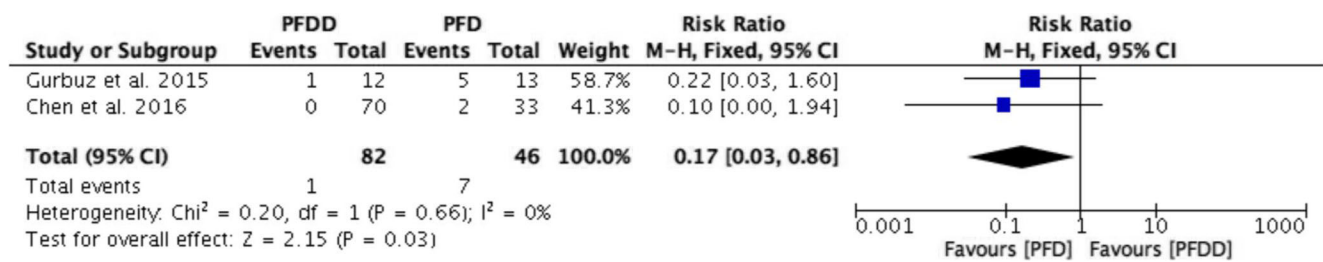 PFDD PFD Risk Ratio Risk Ratio
Study or Subgroup Events Total Events Total Weight M-H, Fixed, 95% CI M-H, Fixed, 95% CI
Gurbuz et al. 2015 1 12 5 13 58.7% 0.22 [0.03, 1.60]
Chen et al. 2016 0 70 2 33 41.3% 0.10 [0.00, 1.94]
Total (95% CI) 82 46 100.0% 0.17 [0.03, 0.86]
Total events 1 7
Heterogeneity: Chi² = 0.20, df = 1 (P = 0.66); I² = 0%
Test for overall effect: Z = 2.15 (P = 0.03)
0.001 0.1 1 10 1000
Favours [PFD] Favours [PFDD]